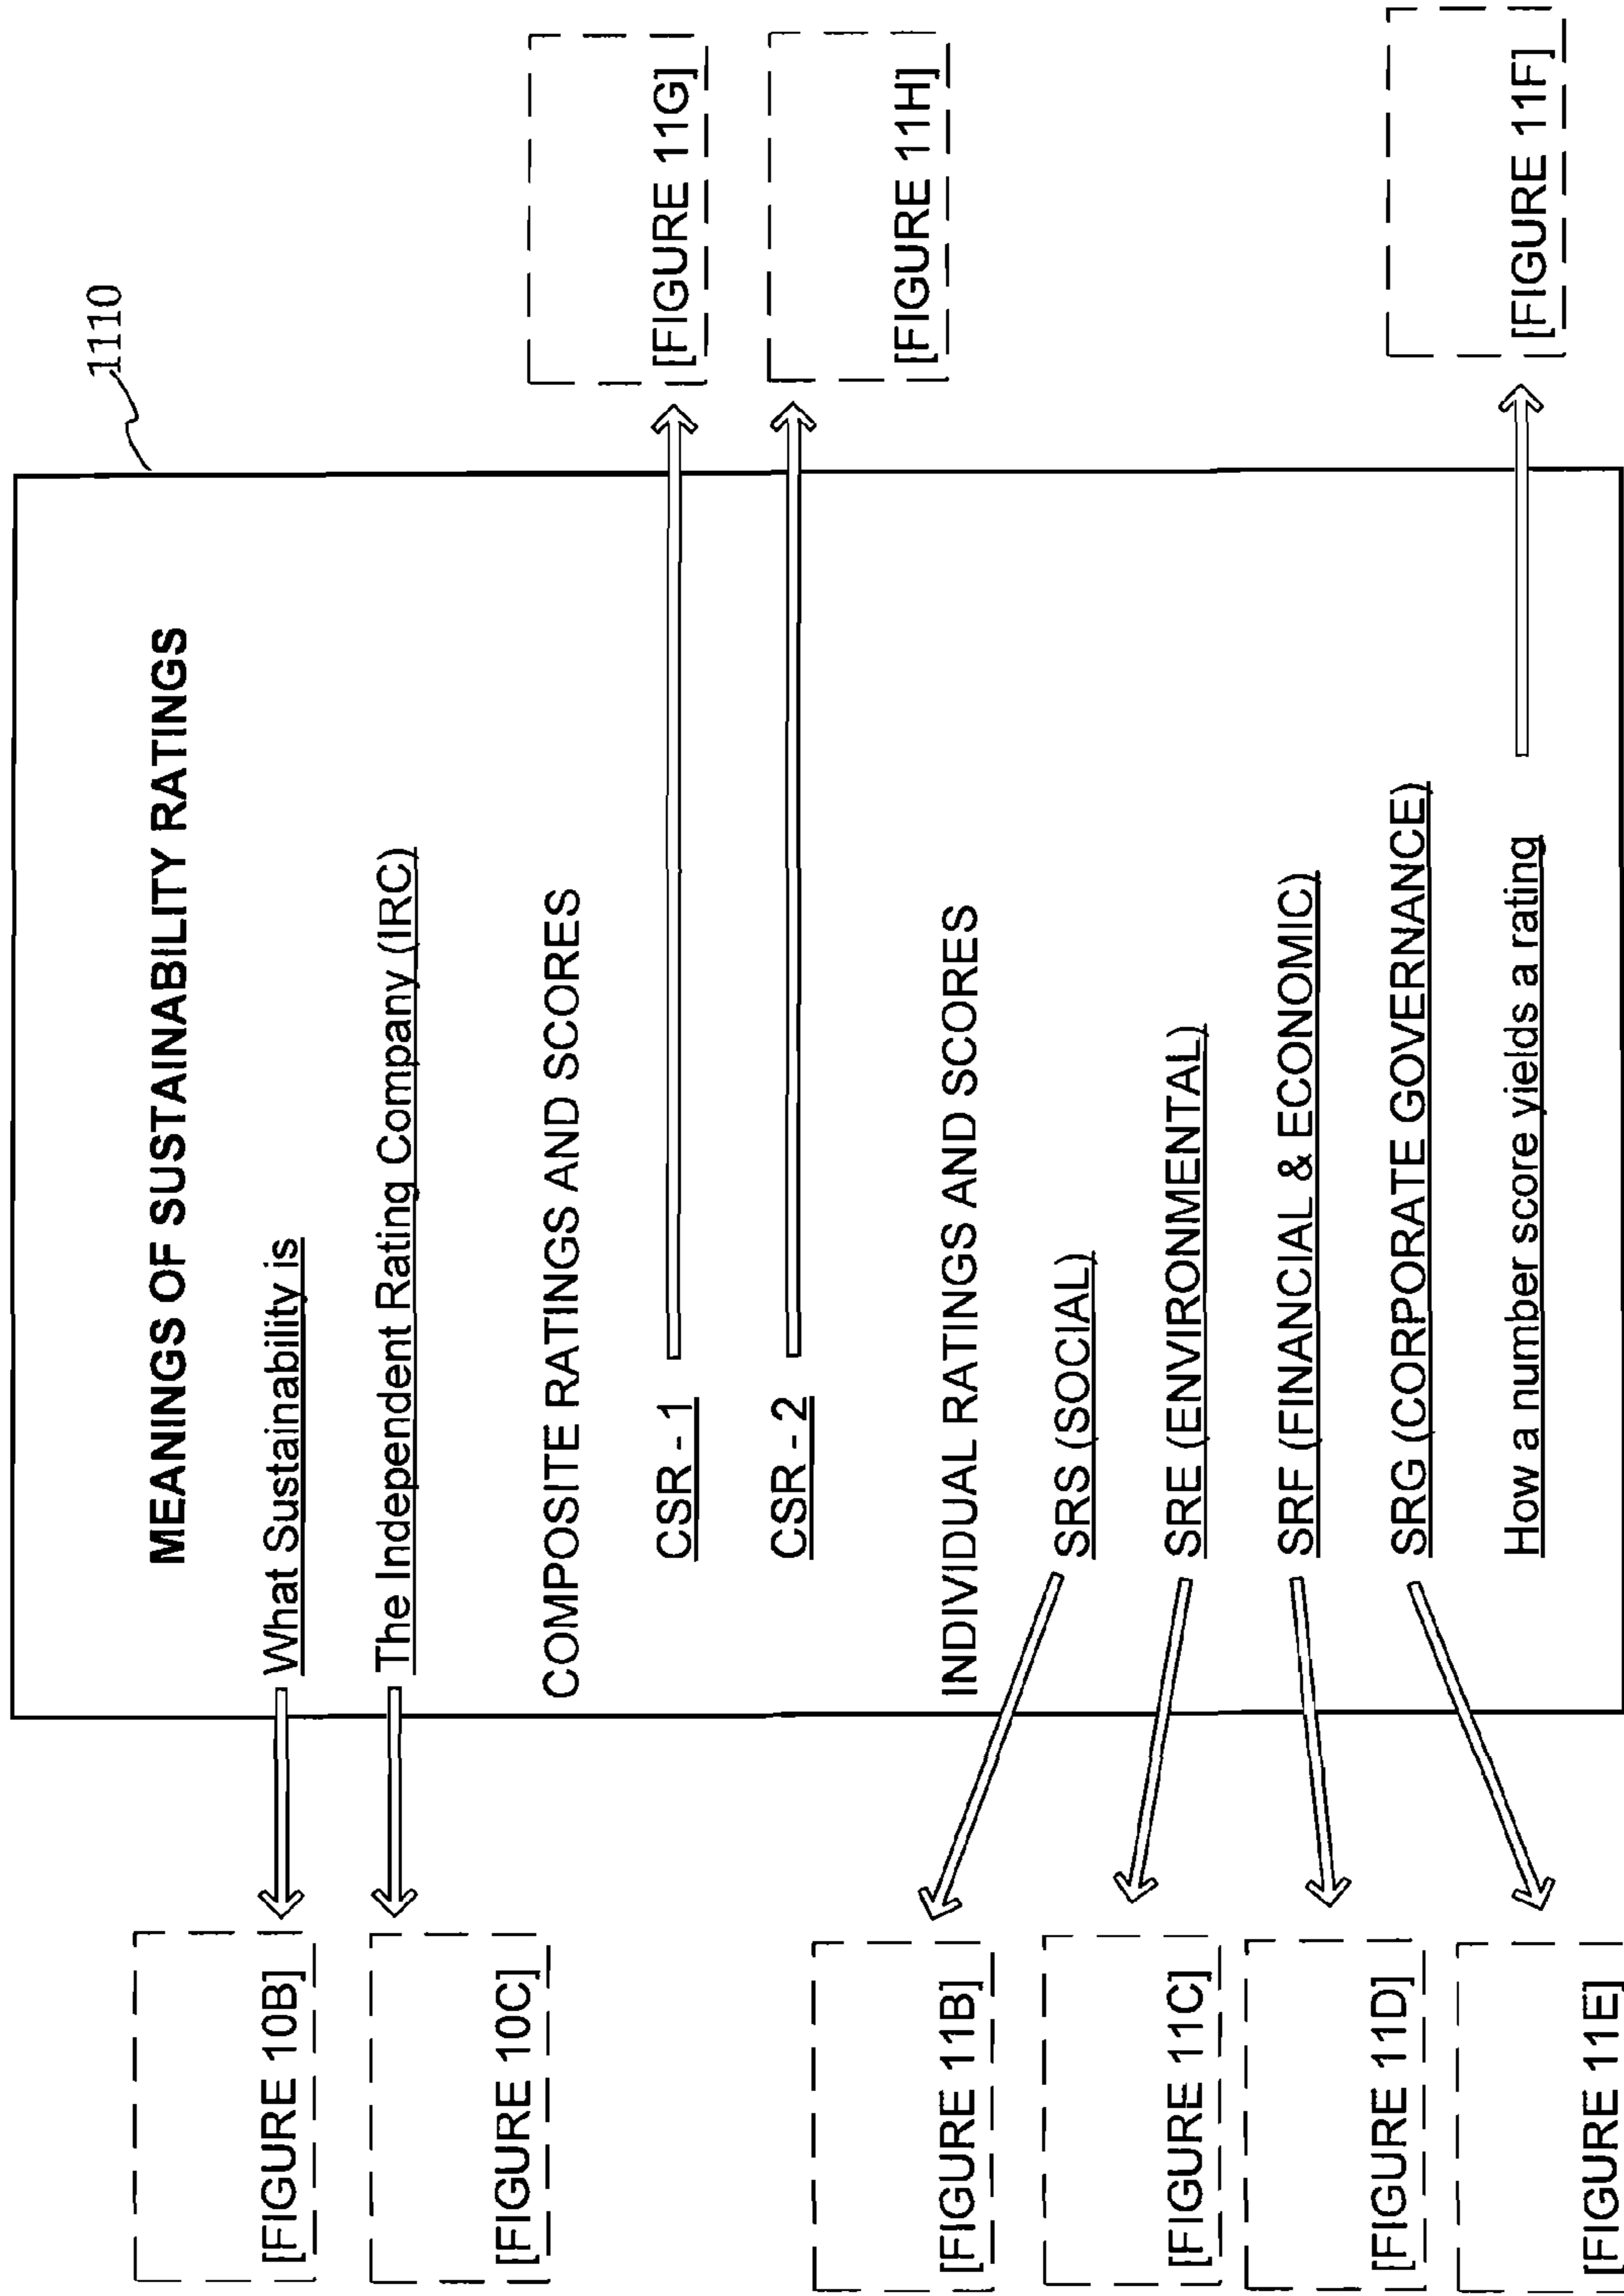 1110
MEANINGS OF SUSTAINABILITY RATINGS
What Sustainability is
[FIGURE 10B]
The Independent Rating Company (IRC)
[FIGURE 10C]
COMPOSITE RATINGS AND SCORES
CSR - 1
[FIGURE 11G]
CSR - 2
[FIGURE 11H]
INDIVIDUAL RATINGS AND SCORES
[FIGURE 11B]
SRS (SOCIAL)
[FIGURE 11C]
SRE (ENVIRONMENTAL)
[FIGURE 11D]
SRF (FINANCIAL & ECONOMIC)
[FIGURE 11E]
SRG (CORPORATE GOVERNANCE)
How a number score yields a rating
[FIGURE 11F]